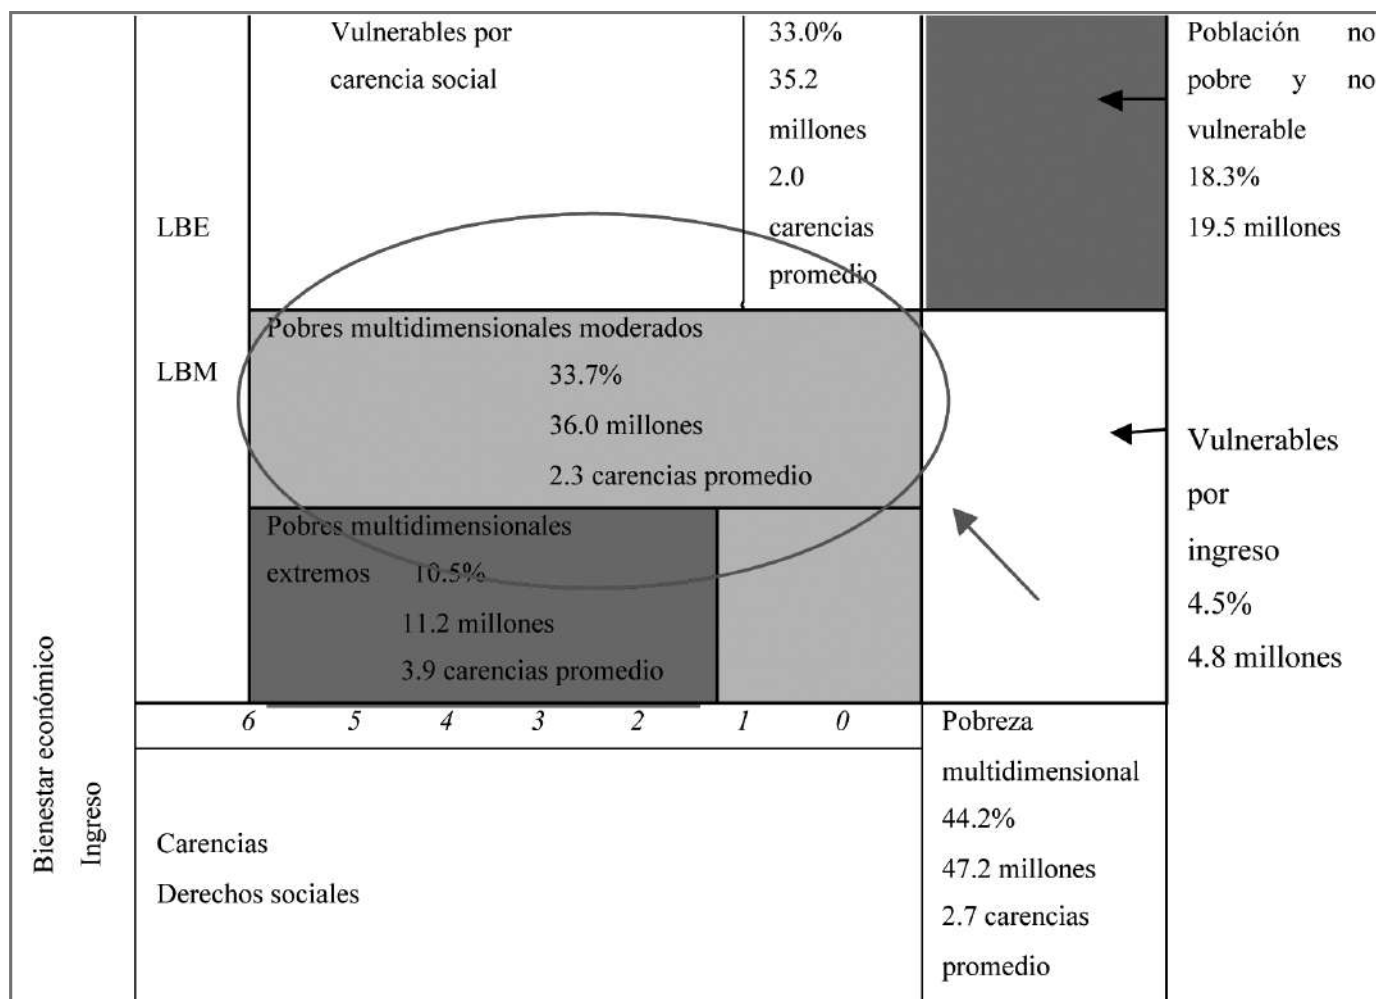 Vulnerables por
carencia social
33.0%
35.2
millones
2.0
carencias
promedio
Población no
pobre y no
vulnerable
18.3%
19.5 millones
LBE
LBM
Pobres multidimensionales moderados
33.7%
36.0 millones
2.3 carencias promedio
Vulnerables
por
ingreso
4.5%
4.8 millones
Pobres multidimensionales
extremos 10.5%
11.2 millones
3.9 carencias promedio
6 5 4 3 2 1 0
Pobreza
multidimensional
44.2%
47.2 millones
2.7 carencias
promedio
Bienestar económico
Ingreso
Carencias
Derechos sociales